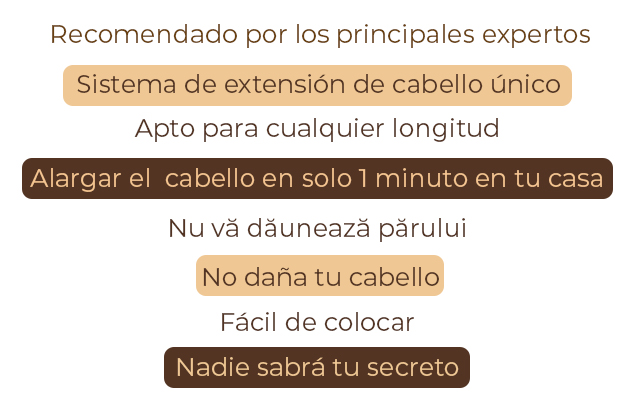 Recomendado por los principales expertos
Sistema de extensión de cabello único
Apto para cualquier longitud
Alargar el  cabello en solo 1 minuto en tu casa
Nu vă dăunează părului
No daña tu cabello
Fácil de colocar
Nadie sabrá tu secreto